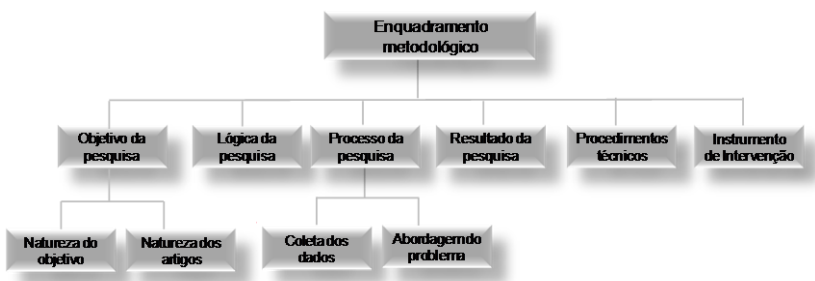 Enquadramento
metodológico
Objetivo da
pesquisa
Lógica da
pesquisa
Processo da
pesquisa
Resultado da
pesquisa
Procedimentos
técnicos
Instrumento
de Intervenção
Natureza do
objetivo
Natureza dos
artigos
Coleta dos
dados
Abordagem do
problema